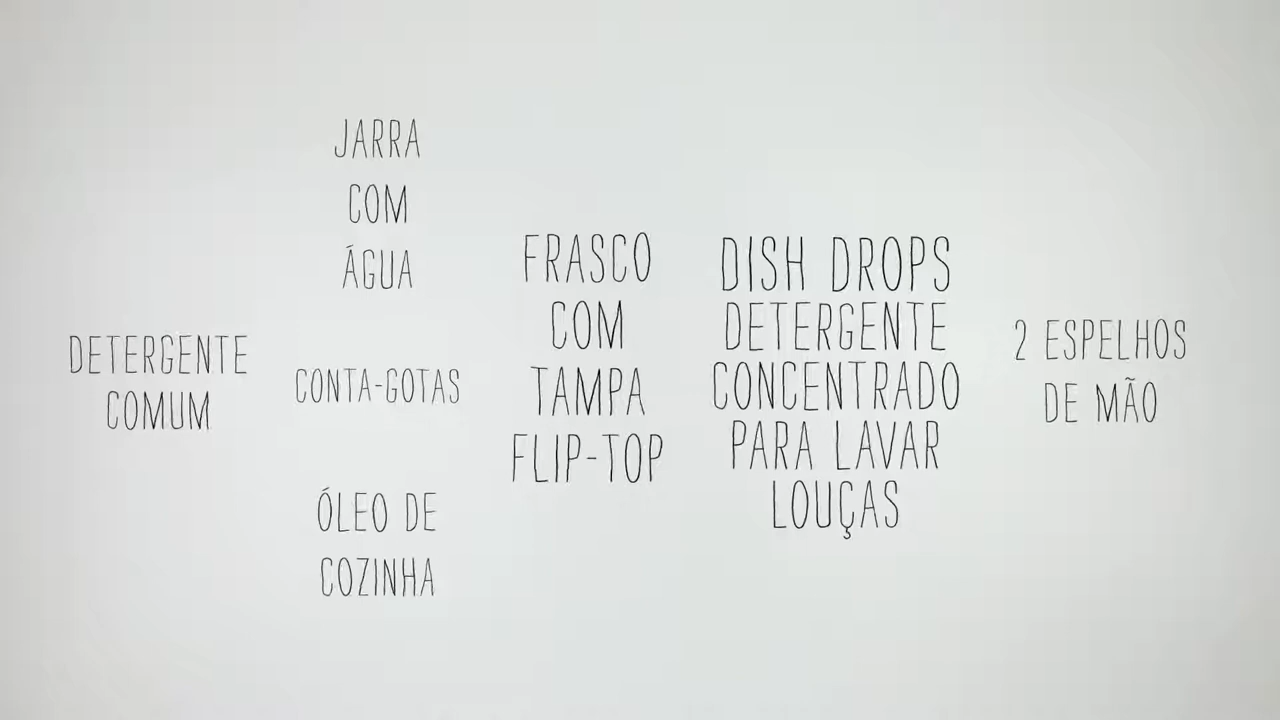 DETERGENTE
COMUM
JARRA
COM
ÁGUA
CONTA-GOTAS
ÓLEO DE
COZINHA
FRASCO
COM
TAMPA
FLIP-TOP
DISH DROPS
DETERGENTE
CONCENTRADO
PARA LAVAR
LOUÇAS
2 ESPELHOS
DE MÃO